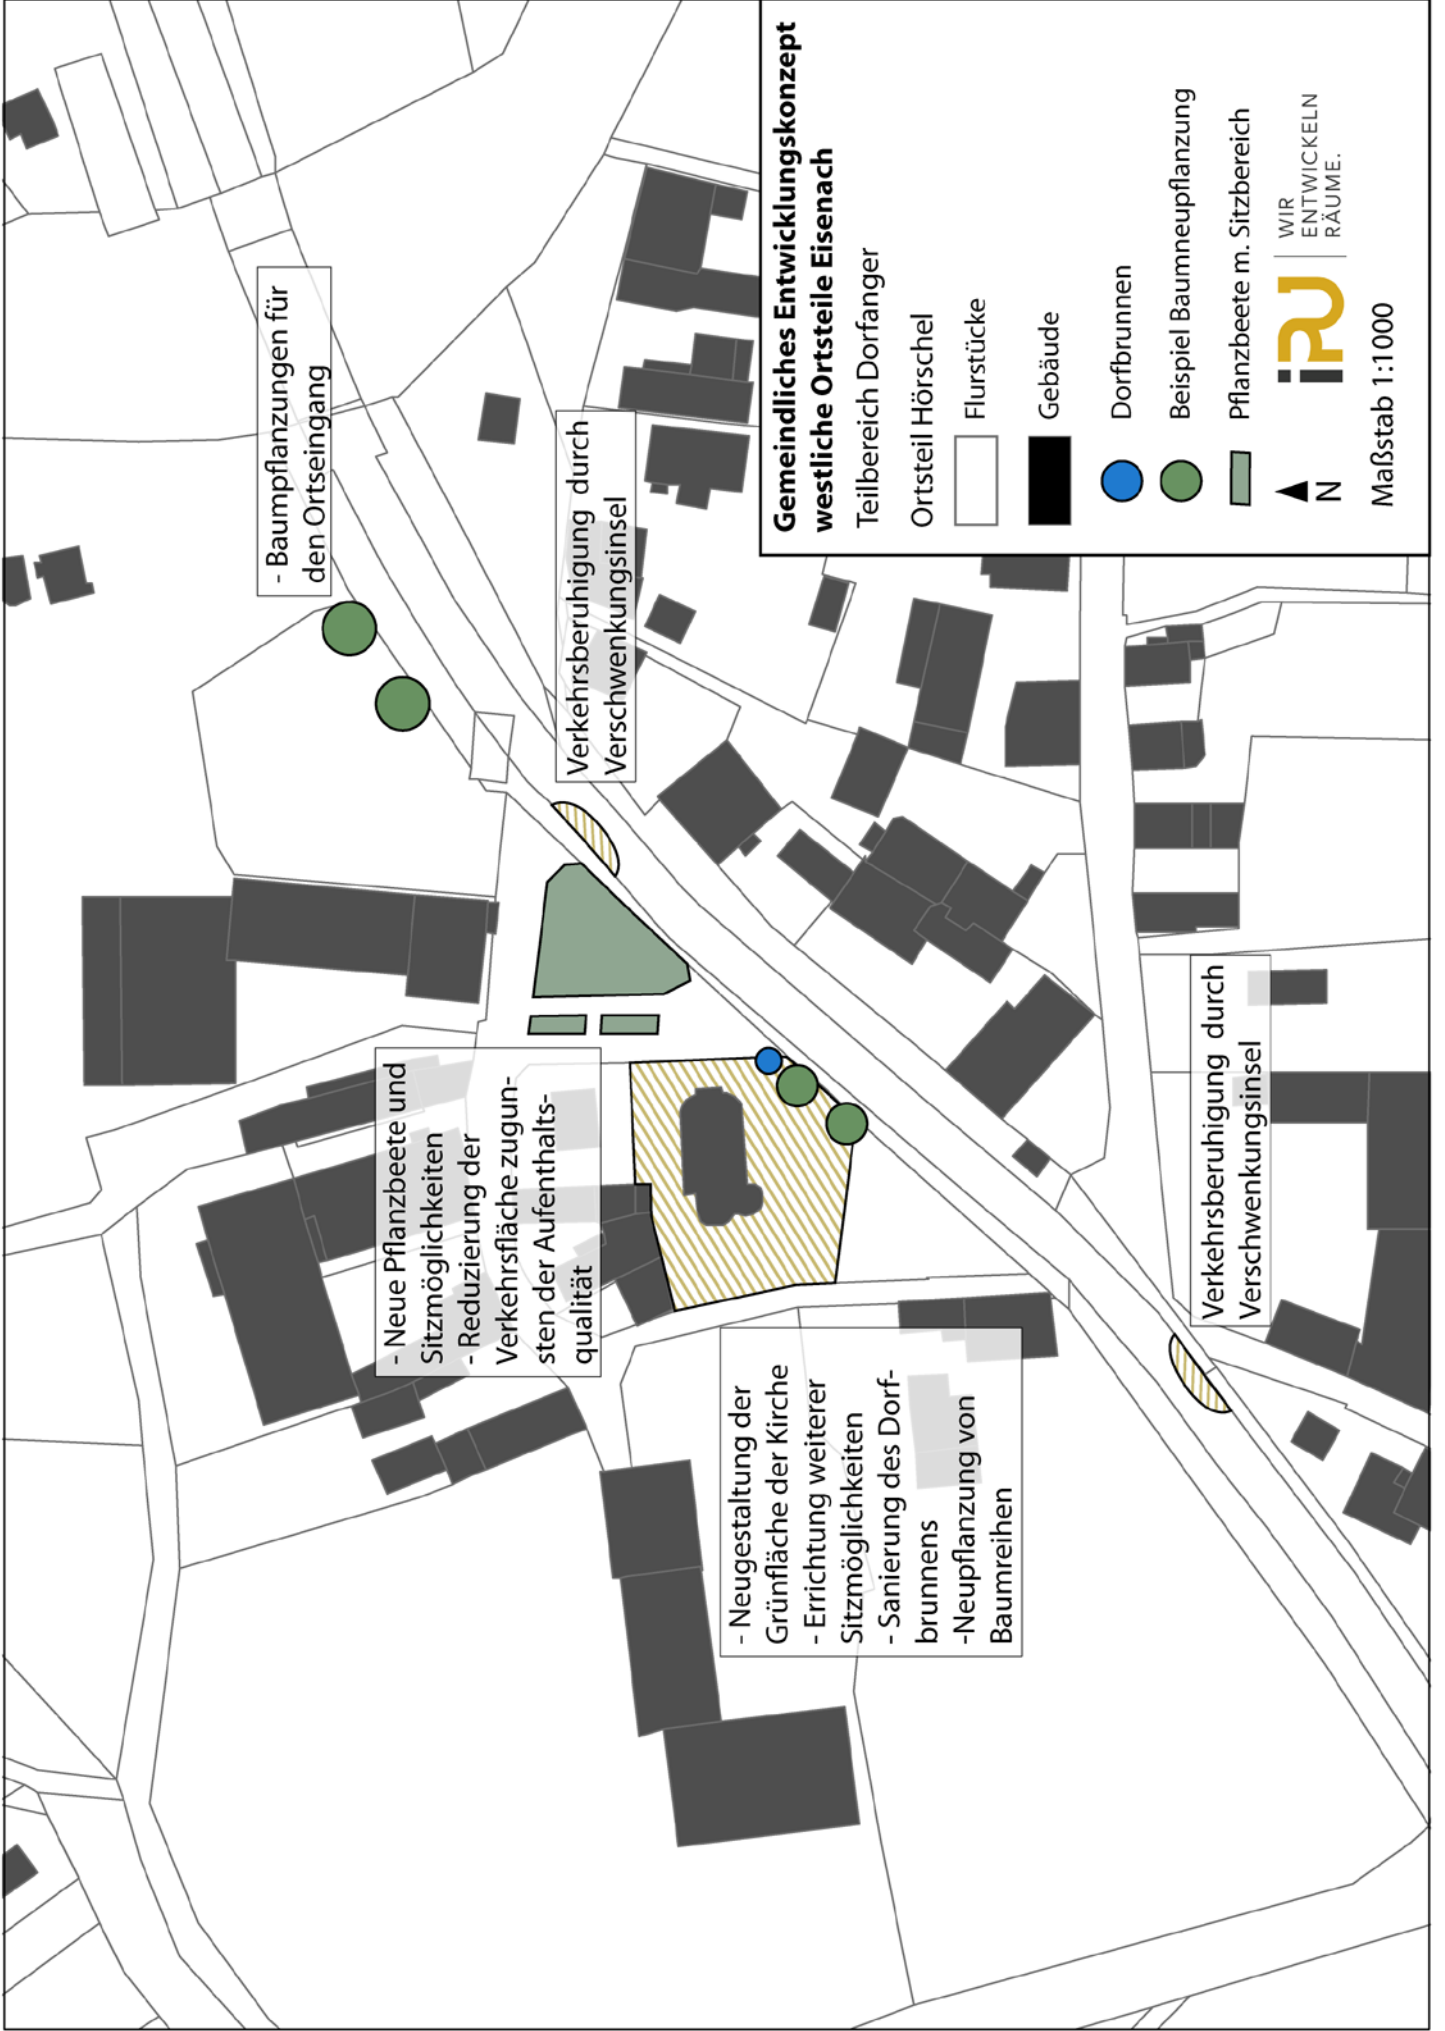 - Baumpflanzungen für
den Ortseingang
- Neue Pflanzbeete und
Sitzmöglichkeiten
- Reduzierung der
Verkehrsfläche zugun-
sten der Aufenthalts-
qualität
Verkehrsberuhigung durch
Verschwenkungsinsel
- Neugestaltung der
Grünfläche der Kirche
- Errichtung weiterer
Sitzmöglichkeiten
- Sanierung des Dorf-
brunnens
-Neupflanzung von
Baumreihen
Verkehrsberuhigung durch
Verschwenkungsinsel
Gemeindliches Entwicklungskonzept
westliche Ortsteile Eisenach
Teilbereich Dorfanger
Ortsteil Hörschel
Flurstücke
Gebäude
Dorfbrunnen
Beispiel Baumneupflanzung
Pflanzbeete m. Sitzbereich
N
iPU
WIR
ENTWICKELN
RÄUME.
Maßstab 1:1000